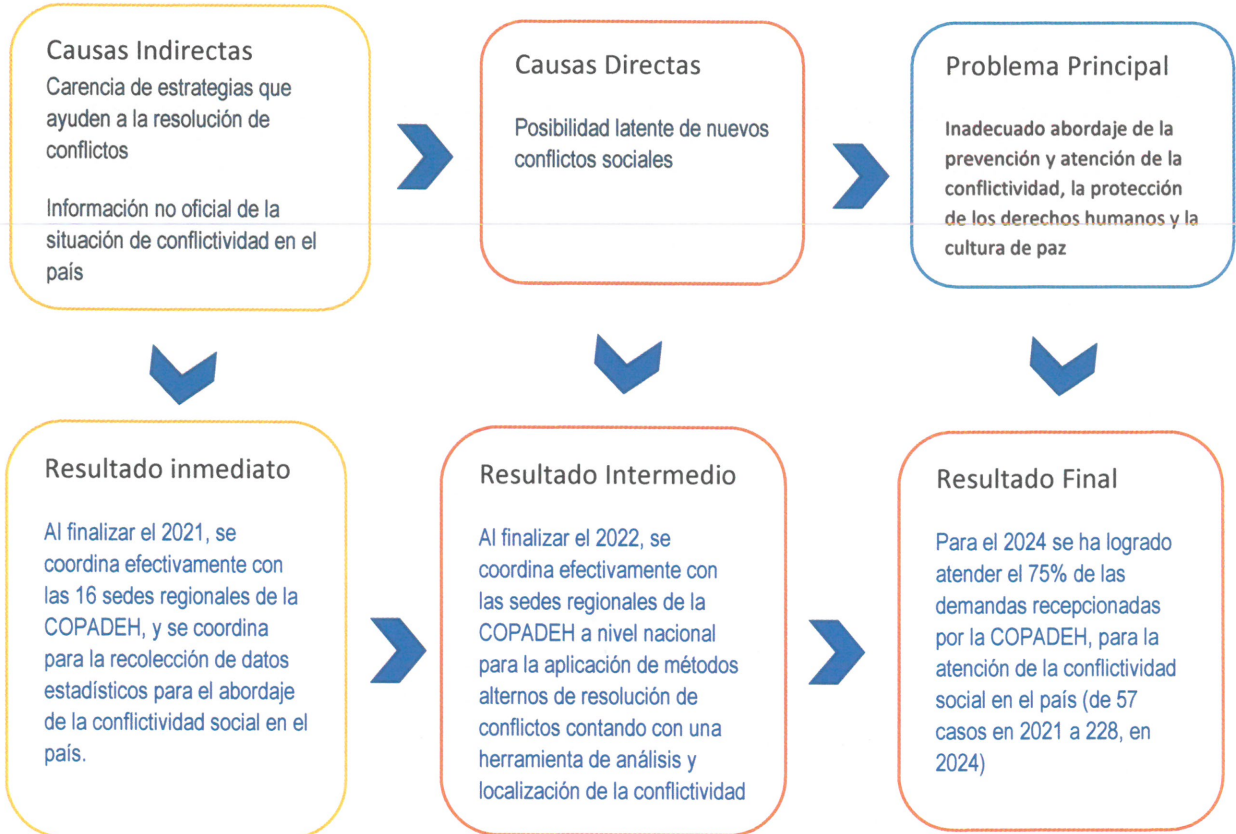 Causas Indirectas
Carencia de estrategias que
ayuden a la resolución de
conflictos
Información no oficial de la
situación de conflictividad en el
país
Causas Directas
Posibilidad latente de nuevos
conflictos sociales
Problema Principal
Inadecuado abordaje de la
prevención y atención de la
conflictividad, la protección
de los derechos humanos y la
cultura de paz
Resultado inmediato
Al finalizar el 2021, se
coordina efectivamente con
las 16 sedes regionales de la
COPADEH, y se coordina
para la recolección de datos
estadísticos para el abordaje
de la conflictividad social en el
país.
Resultado Intermedio
Al finalizar el 2022, se
coordina efectivamente con
las sedes regionales de la
COPADEH a nivel nacional
para la aplicación de métodos
alternos de resolución de
conflictos contando con una
herramienta de análisis y
localización de la conflictividad
Resultado Final
Para el 2024 se ha logrado
atender el 75% de las
demandas recepcionadas
por la COPADEH, para la
atención de la conflictividad
social en el país (de 57
casos en 2021 a 228, en
2024)